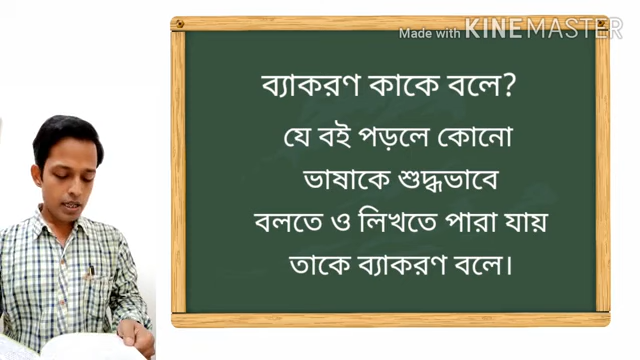 Made with KINEMASTER
ব্যাকরণ কাকে বলে?
যে বই পড়লে কোনো
ভাষাকে শুদ্ধভাবে
বলতে ও লিখতে পারা যায়
তাকে ব্যাকরণ বলে।